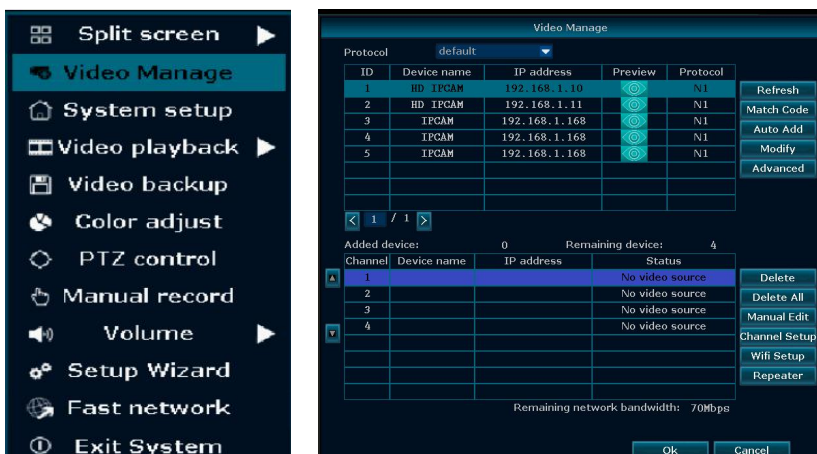 Split screen
Video Manage
System setup
Video playback
Video backup
Color adjust
PTZ control
Manual record
Volume
Setup Wizard
Fast network
Exit System
Video Manage
Protocol default
ID Device name IP address Preview Protocol
1 HD IPCAM 192.168.1.10 N1
2 HD IPCAM 192.168.1.11 N1
3 IPCAM 192.168.1.168 N1
4 IPCAM 192.168.1.168 N1
5 IPCAM 192.168.1.168 N1
Refresh
Match Code
Auto Add
Modify
Advanced
< 1 / 1 >
Added device: 0 Remaining device: 4
Channel Device name IP address Status
1 No video source
2 No video source
3 No video source
4 No video source
Delete
Delete All
Manual Edit
Channel Setup
Wifi Setup
Repeater
Remaining network bandwidth: 70Mbps
Ok Cancel